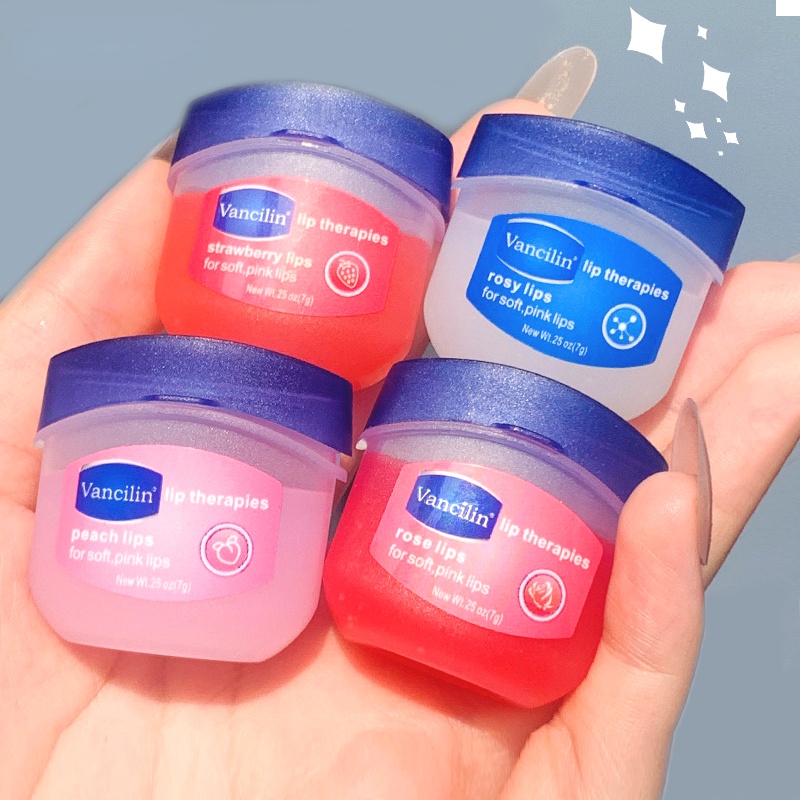 Vancilin® lip therapies
strawberry lips
for soft,pink lips
New Wt.25 oz(7g)
Vancilin® lip therapies
rosy lips
for soft,pink lips
New Wt.25 oz(7g)
Vancilin® lip therapies
peach lips
for soft,pink lips
New Wt.25 oz(7g)
Vancilin® lip therapies
rose lips
for soft,pink lips
New Wt.25 oz(7g)